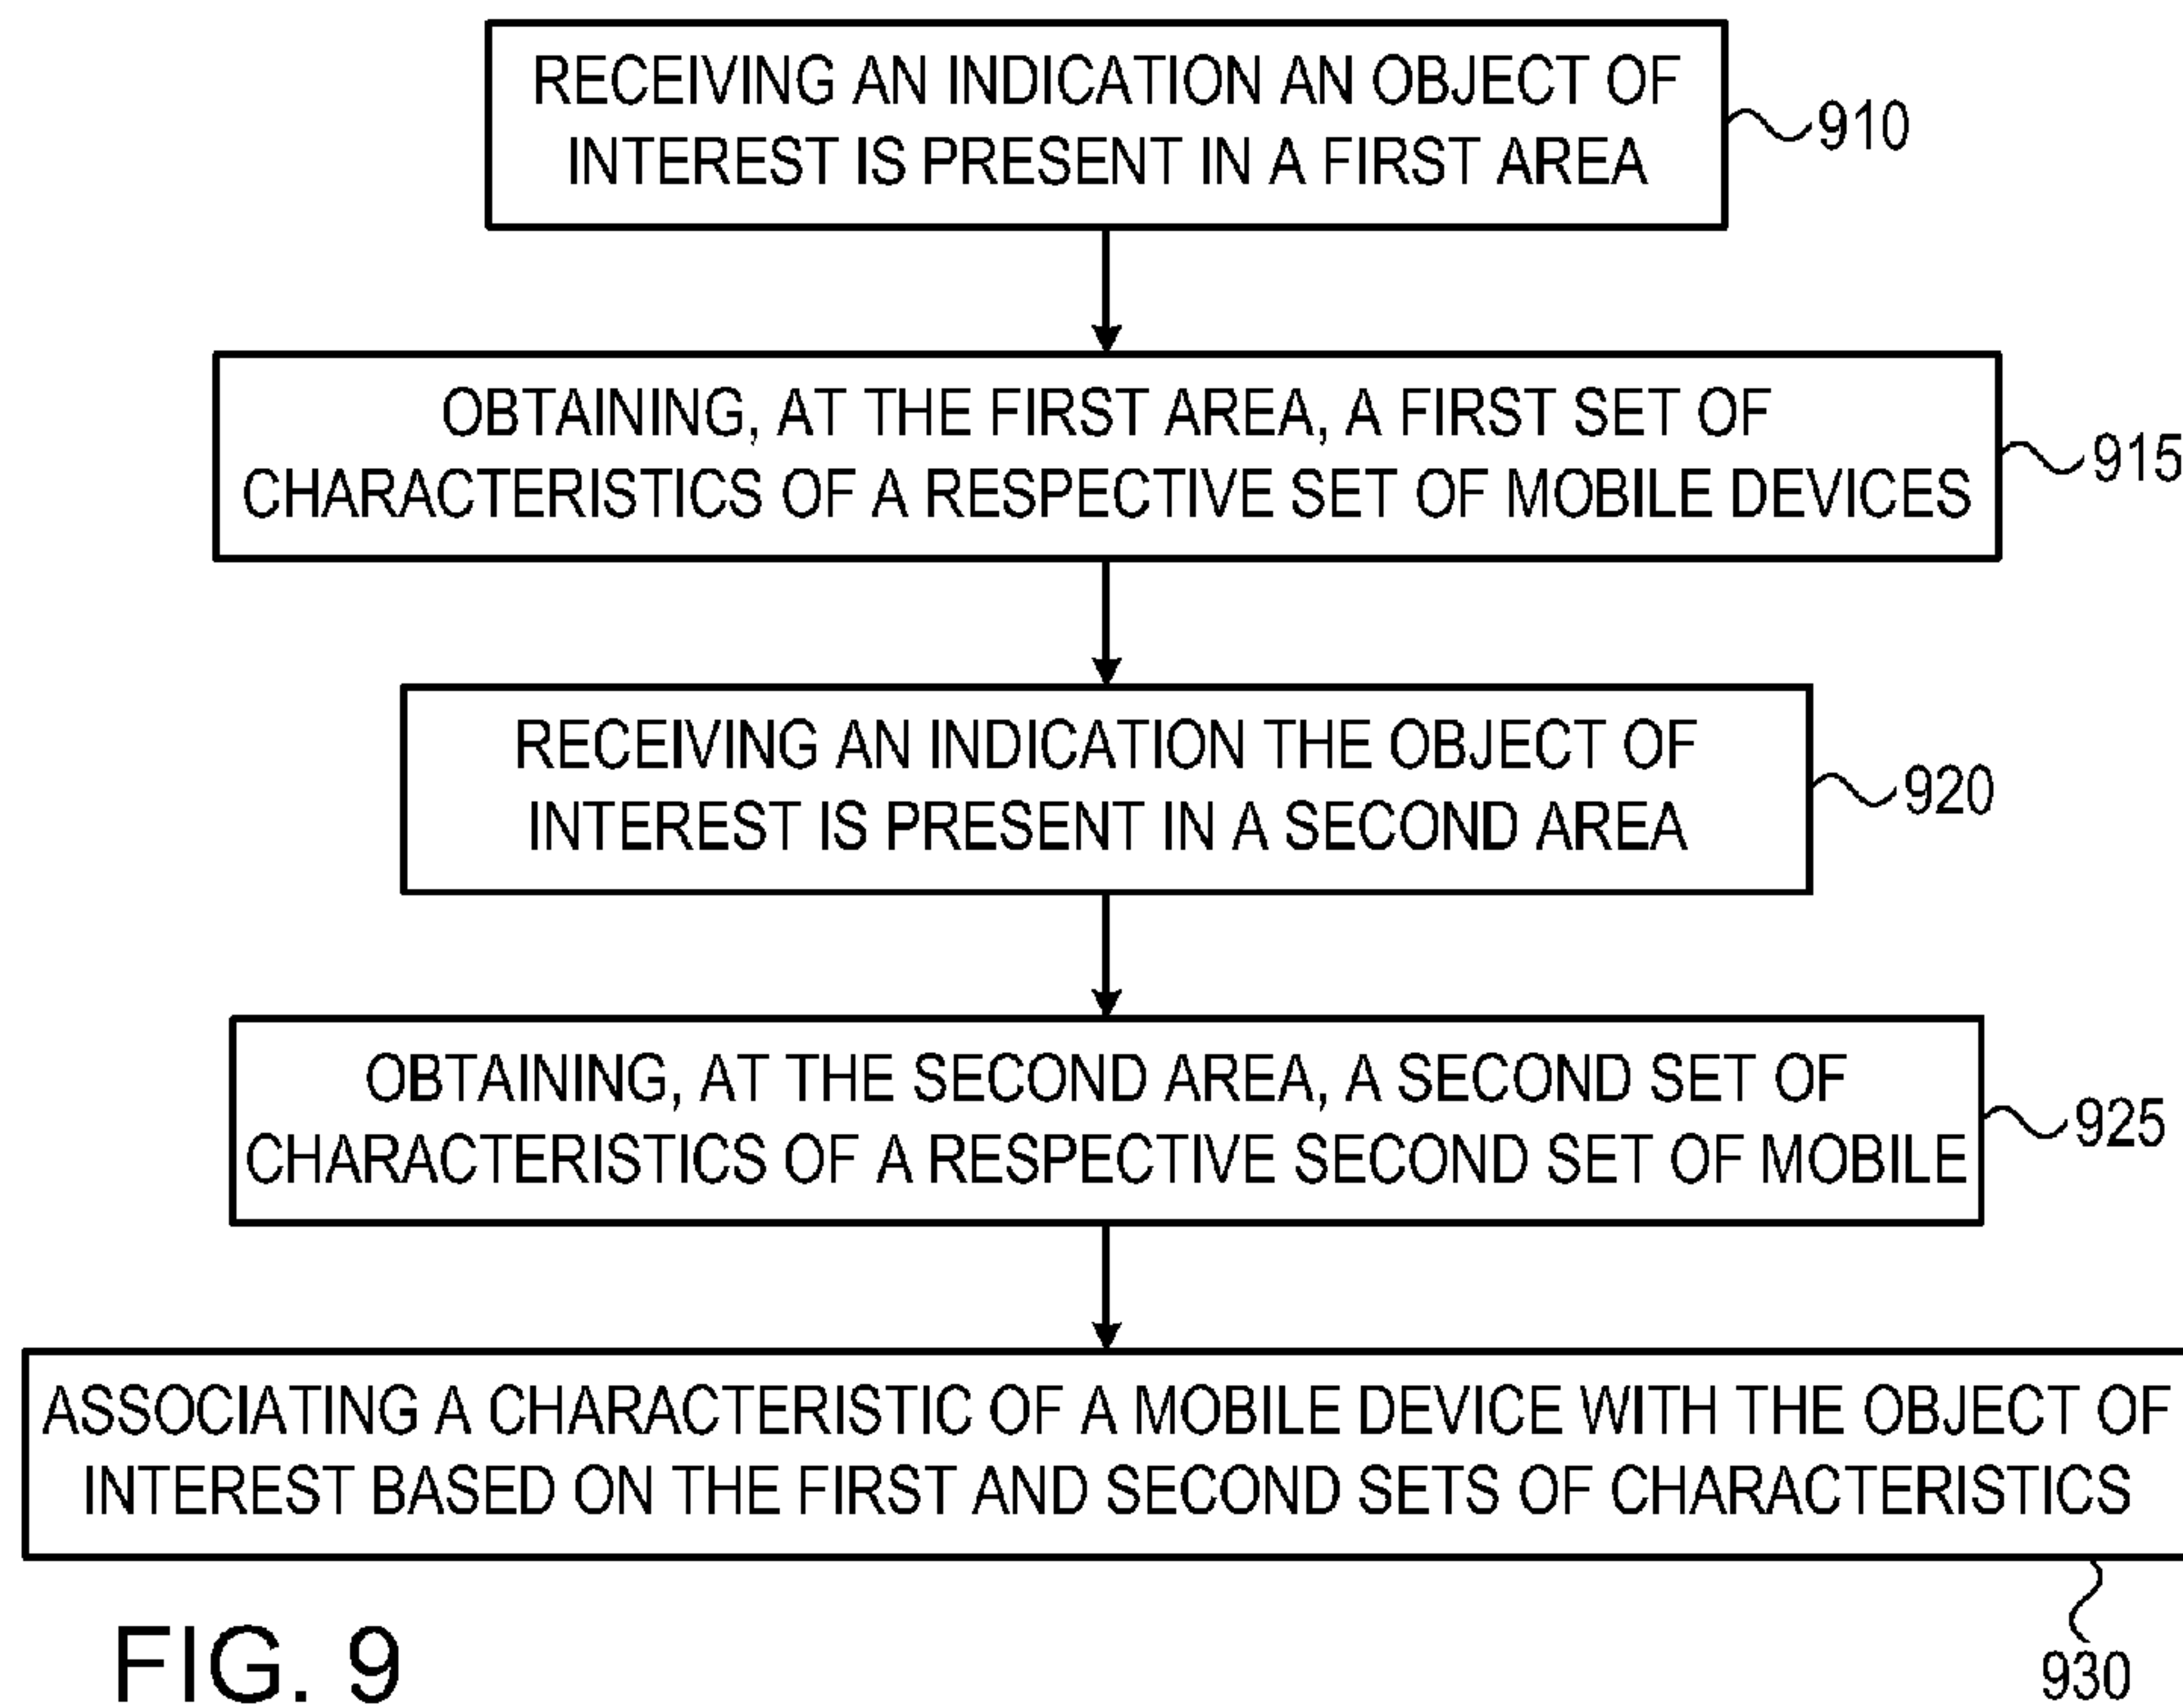 RECEIVING AN INDICATION AN OBJECT OF
INTEREST IS PRESENT IN A FIRST AREA
910
OBTAINING, AT THE FIRST AREA, A FIRST SET OF
CHARACTERISTICS OF A RESPECTIVE SET OF MOBILE DEVICES
915
RECEIVING AN INDICATION THE OBJECT OF
INTEREST IS PRESENT IN A SECOND AREA
920
OBTAINING, AT THE SECOND AREA, A SECOND SET OF
CHARACTERISTICS OF A RESPECTIVE SECOND SET OF MOBILE
925
ASSOCIATING A CHARACTERISTIC OF A MOBILE DEVICE WITH THE OBJECT OF
INTEREST BASED ON THE FIRST AND SECOND SETS OF CHARACTERISTICS
930
FIG. 9